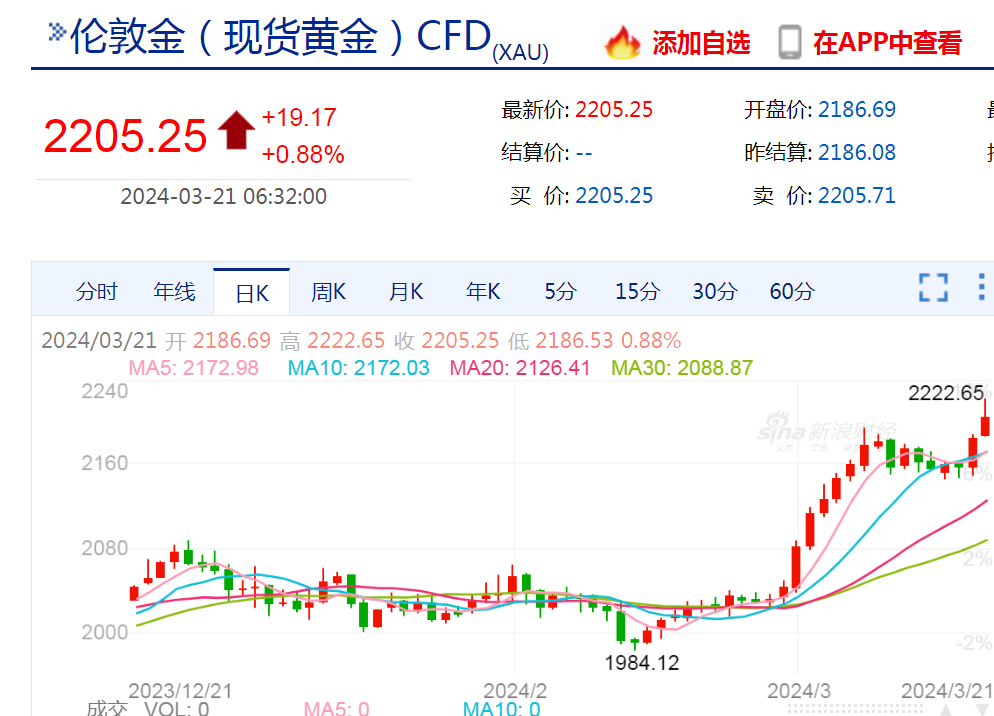 伦敦金（现货黄金）CFD(XAU) 添加自选 在APP中查看
2205.25 +19.17
+0.88%
2024-03-21 06:32:00
最新价: 2205.25 开盘价: 2186.69
结算价: -- 昨结算: 2186.08
买 价: 2205.25 卖 价: 2205.71
分时 年线 日K 周K 月K 年K 5分 15分 30分 60分
2024/03/21 开 2186.69 高 2222.65 收 2205.25 低 2186.53 0.88%
MA5: 2172.98 MA10: 2172.03 MA20: 2126.41 MA30: 2088.87
2240 2222.65
sina 新浪财经
2160 6%
2080 2%
2000 -2%
1984.12
2023/12/21 2024/2 2024/3 2024/3/21
成交 VOL: 0 MA5: 0 MA10: 0